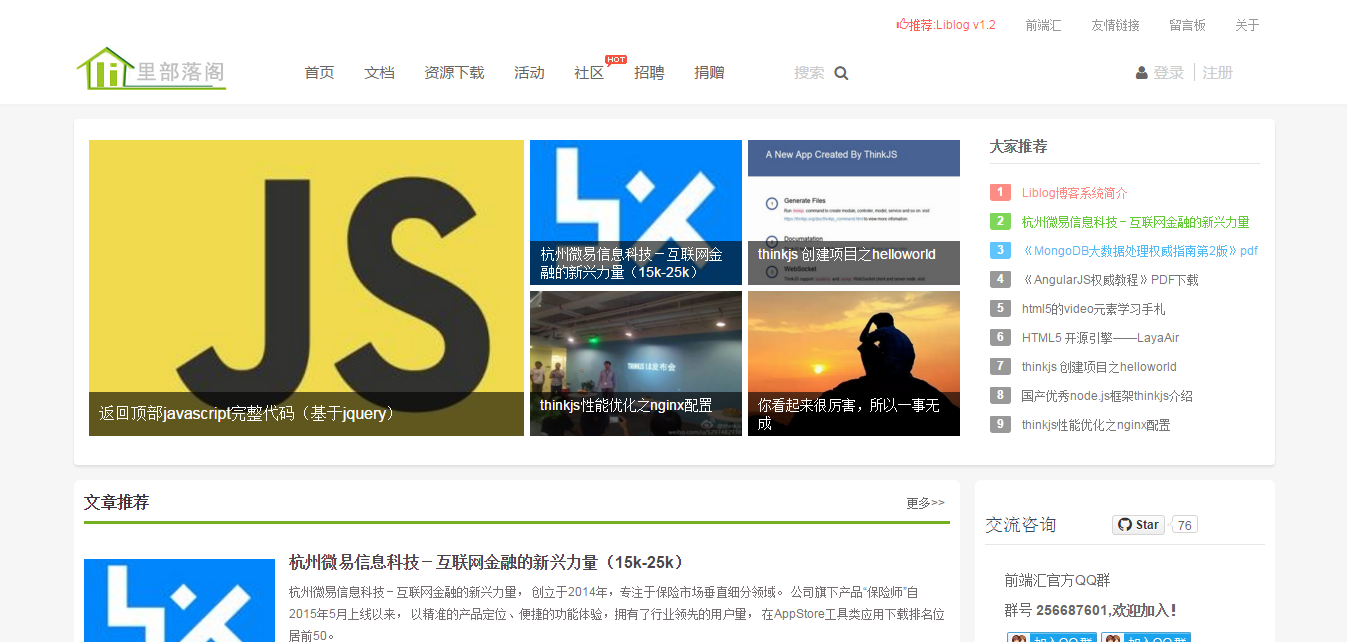 推荐:Liblog v1.2 前端汇 友情链接 留言板 关于
li 里部落阁
首页 文档 资源下载 活动 社区 HOT 招聘 捐赠 搜索 登录 注册
JS
返回顶部javascript完整代码（基于jquery）
杭州微易信息科技－互联网金
融的新兴力量（15k-25k）
A New App Created By ThinkJS
1 Generate Files
2 Documatation
3 WebSocket
thinkjs 创建项目之helloworld
THINKJS 1.0发布会
thinkjs性能优化之nginx配置
你看起来很厉害，所以一事无
成
大家推荐
1 Liblog博客系统简介
2 杭州微易信息科技－互联网金融的新兴力量
3 《MongoDB大数据处理权威指南第2版》pdf
4 《AngularJS权威教程》PDF下载
5 html5的video元素学习手札
6 HTML5 开源引擎——LayaAir
7 thinkjs 创建项目之helloworld
8 国产优秀node.js框架thinkjs介绍
9 thinkjs性能优化之nginx配置
文章推荐 更多>>
杭州微易信息科技－互联网金融的新兴力量（15k-25k）
杭州微易信息科技－互联网金融的新兴力量， 创立于2014年，专注于保险市场垂直细分领域。 公司旗下产品“保险师”自
2015年5月上线以来， 以精准的产品定位、便捷的功能体验，拥有了行业领先的用户量， 在AppStore工具类应用下载排名位
居前50。
交流咨询 Star 76
前端汇官方QQ群
群号 256687601,欢迎加入！
加入QQ群 加入QQ群